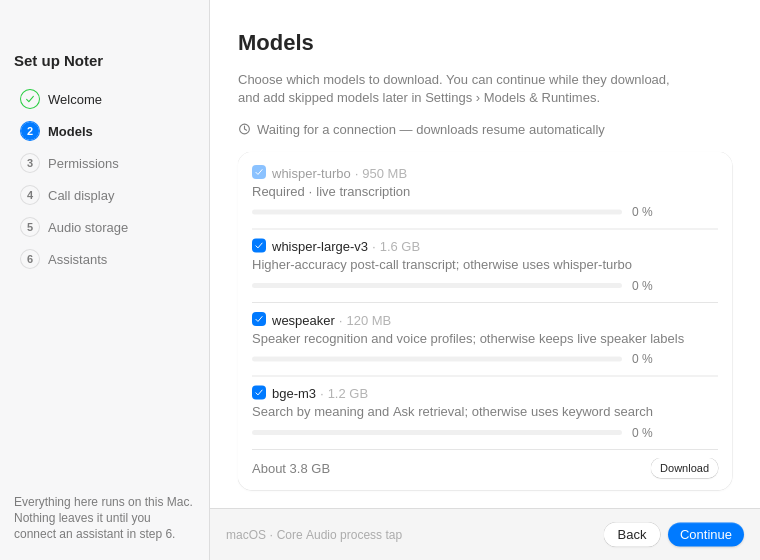 Set up Noter
Welcome
2 Models
3 Permissions
4 Call display
5 Audio storage
6 Assistants
Everything here runs on this Mac.
Nothing leaves it until you
connect an assistant in step 6.
Models
Choose which models to download. You can continue while they download,
and add skipped models later in Settings › Models & Runtimes.
Waiting for a connection — downloads resume automatically
whisper-turbo · 950 MB
Required · live transcription
0 %
whisper-large-v3 · 1.6 GB
Higher-accuracy post-call transcript; otherwise uses whisper-turbo
0 %
wespeaker · 120 MB
Speaker recognition and voice profiles; otherwise keeps live speaker labels
0 %
bge-m3 · 1.2 GB
Search by meaning and Ask retrieval; otherwise uses keyword search
0 %
About 3.8 GB Download
macOS · Core Audio process tap Back Continue